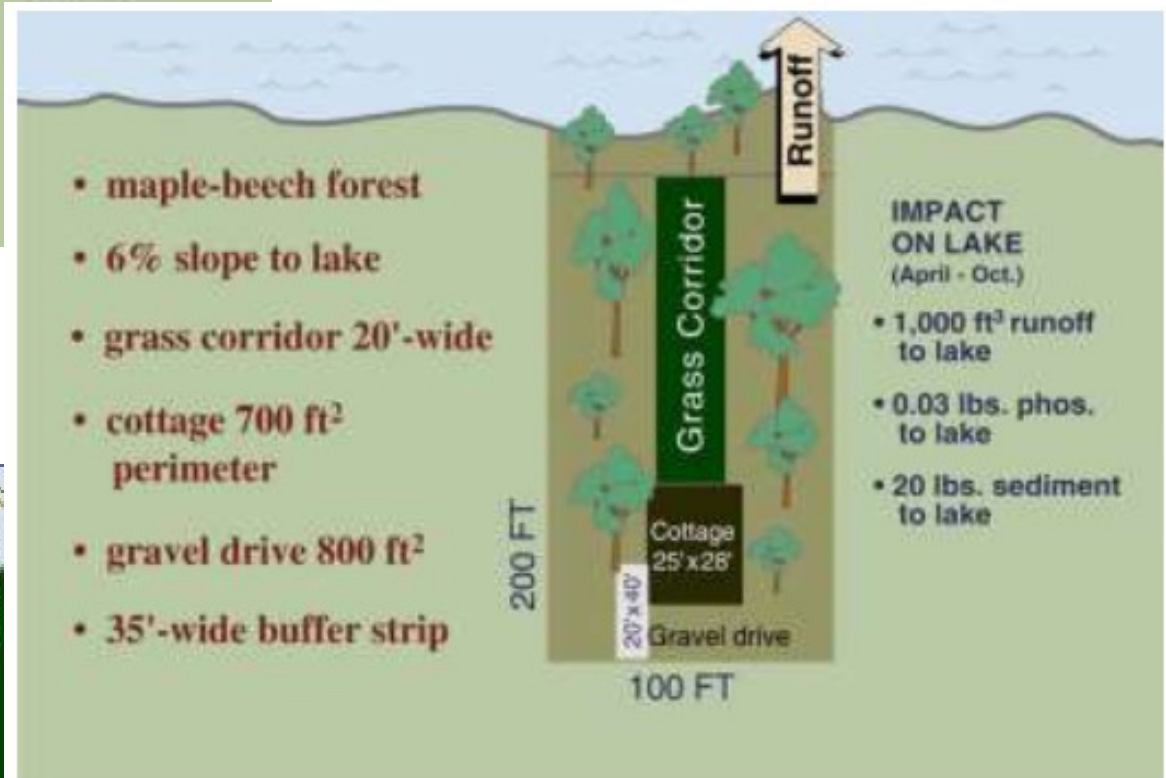 Runoff
• maple-beech forest
• 6% slope to lake
• grass corridor 20'-wide
• cottage 700 ft²
perimeter
• gravel drive 800 ft²
• 35'-wide buffer strip
Grass Corridor
Cottage
25'x28'
20'x40'
Gravel drive
200 FT
100 FT
IMPACT
ON LAKE
(April - Oct.)
• 1,000 ft³ runoff
to lake
• 0.03 lbs. phos.
to lake
• 20 lbs. sediment
to lake